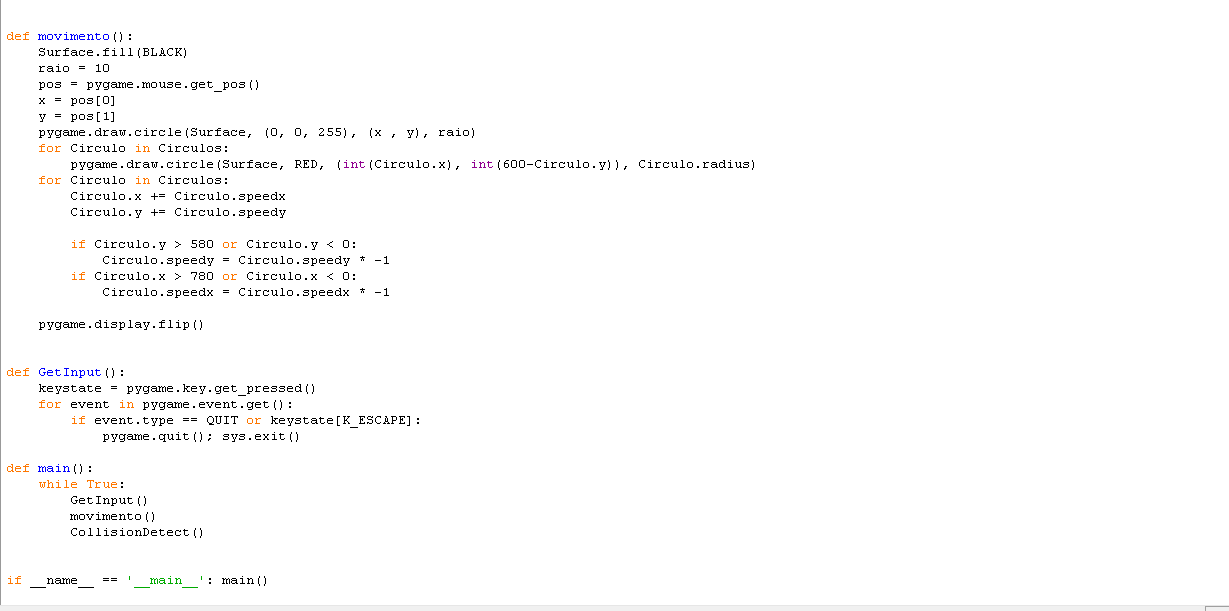 def movimento():
    Surface.fill(BLACK)
    raio = 10
    pos = pygame.mouse.get_pos()
    x = pos[0]
    y = pos[1]
    pygame.draw.circle(Surface, (0, 0, 255), (x , y), raio)
    for Circulo in Circulos:
        pygame.draw.circle(Surface, RED, (int(Circulo.x), int(600-Circulo.y)), Circulo.radius)
    for Circulo in Circulos:
        Circulo.x += Circulo.speedx
        Circulo.y += Circulo.speedy
        if Circulo.y > 580 or Circulo.y < 0:
            Circulo.speedy = Circulo.speedy * -1
        if Circulo.x > 780 or Circulo.x < 0:
            Circulo.speedx = Circulo.speedx * -1
    pygame.display.flip()
def GetInput():
    keystate = pygame.key.get_pressed()
    for event in pygame.event.get():
        if event.type == QUIT or keystate[K_ESCAPE]:
            pygame.quit(); sys.exit()
def main():
    while True:
        GetInput()
        movimento()
        CollisionDetect()
if __name__ == '__main__': main()